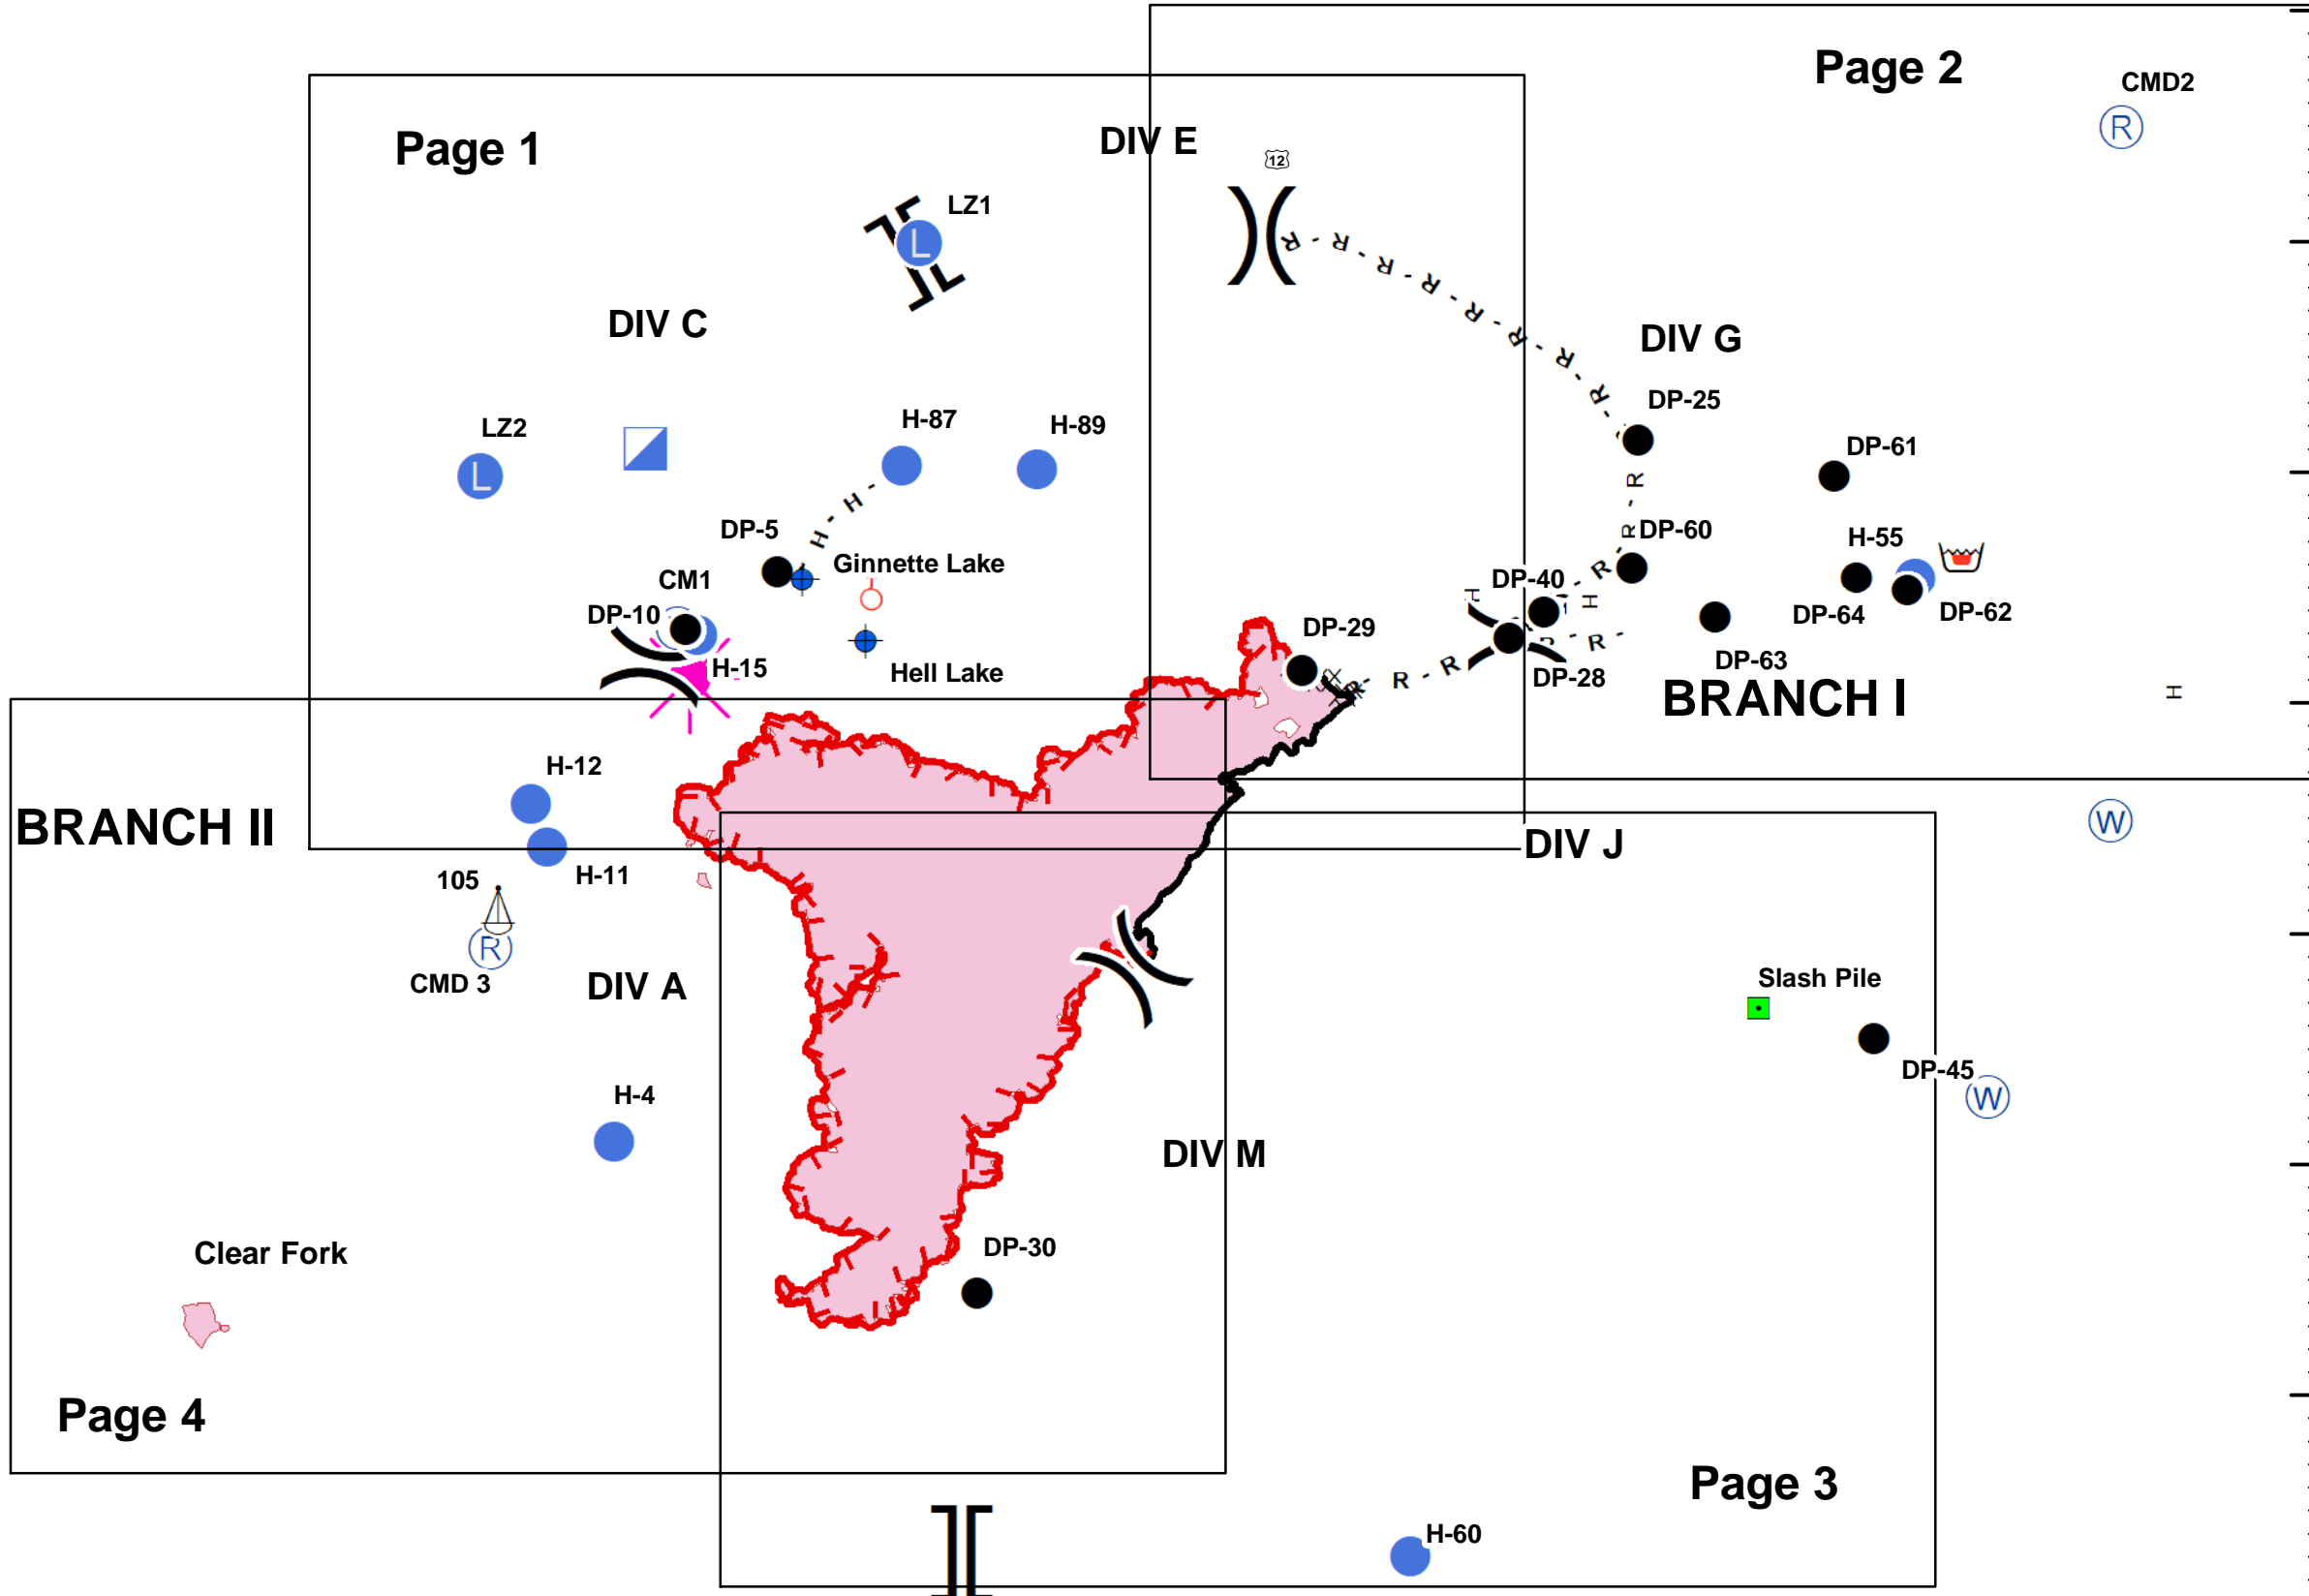 Page 2
CMD2
R
DIV E
Page 1
12
LZ1
L
R - R - R - R - R - R - R - R - R -
DIV C
DIV G
DP-25
H-87
H-89
LZ2
L
DP-61
H - H -
R - R - R
DP-5
DP-60
H-55
Ginnette Lake
CM1
DP-40
R
H
H
DP-10
DP-64
DP-62
DP-29
H-15
Hell Lake
R - R - R
R -
DP-28
DP-63
BRANCH I
H
H-12
BRANCH II
W
DIV J
H-11
105
R
CMD 3
DIV A
Slash Pile
DP-45
W
H-4
DIV M
Clear Fork
DP-30
Page 4
Page 3
H-60